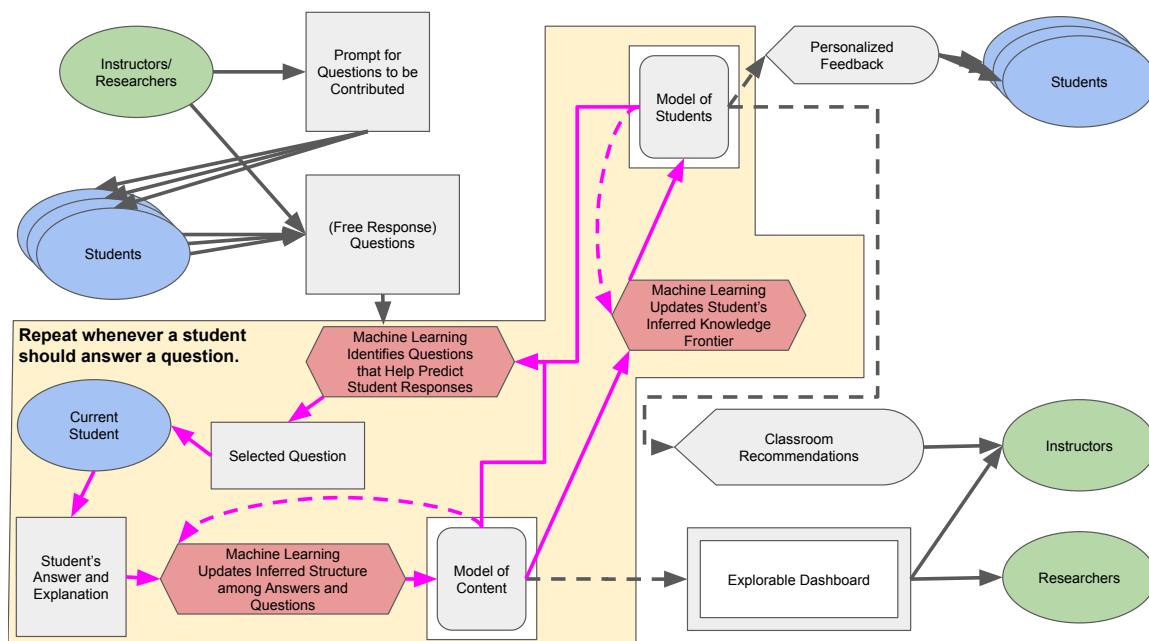 Instructors/
Researchers
Prompt for
Questions to be
Contributed
Model of
Students
Personalized
Feedback
Students
Students
(Free Response)
Questions
Machine Learning
Updates Student’s
Inferred Knowledge
Frontier
Repeat whenever a student
should answer a question.
Machine Learning
Identifies Questions
that Help Predict
Student Responses
Current
Student
Selected Question
Classroom
Recommendations
Instructors
Student’s
Answer and
Explanation
Machine Learning
Updates Inferred Structure
among Answers and
Questions
Model of
Content
Explorable Dashboard
Researchers